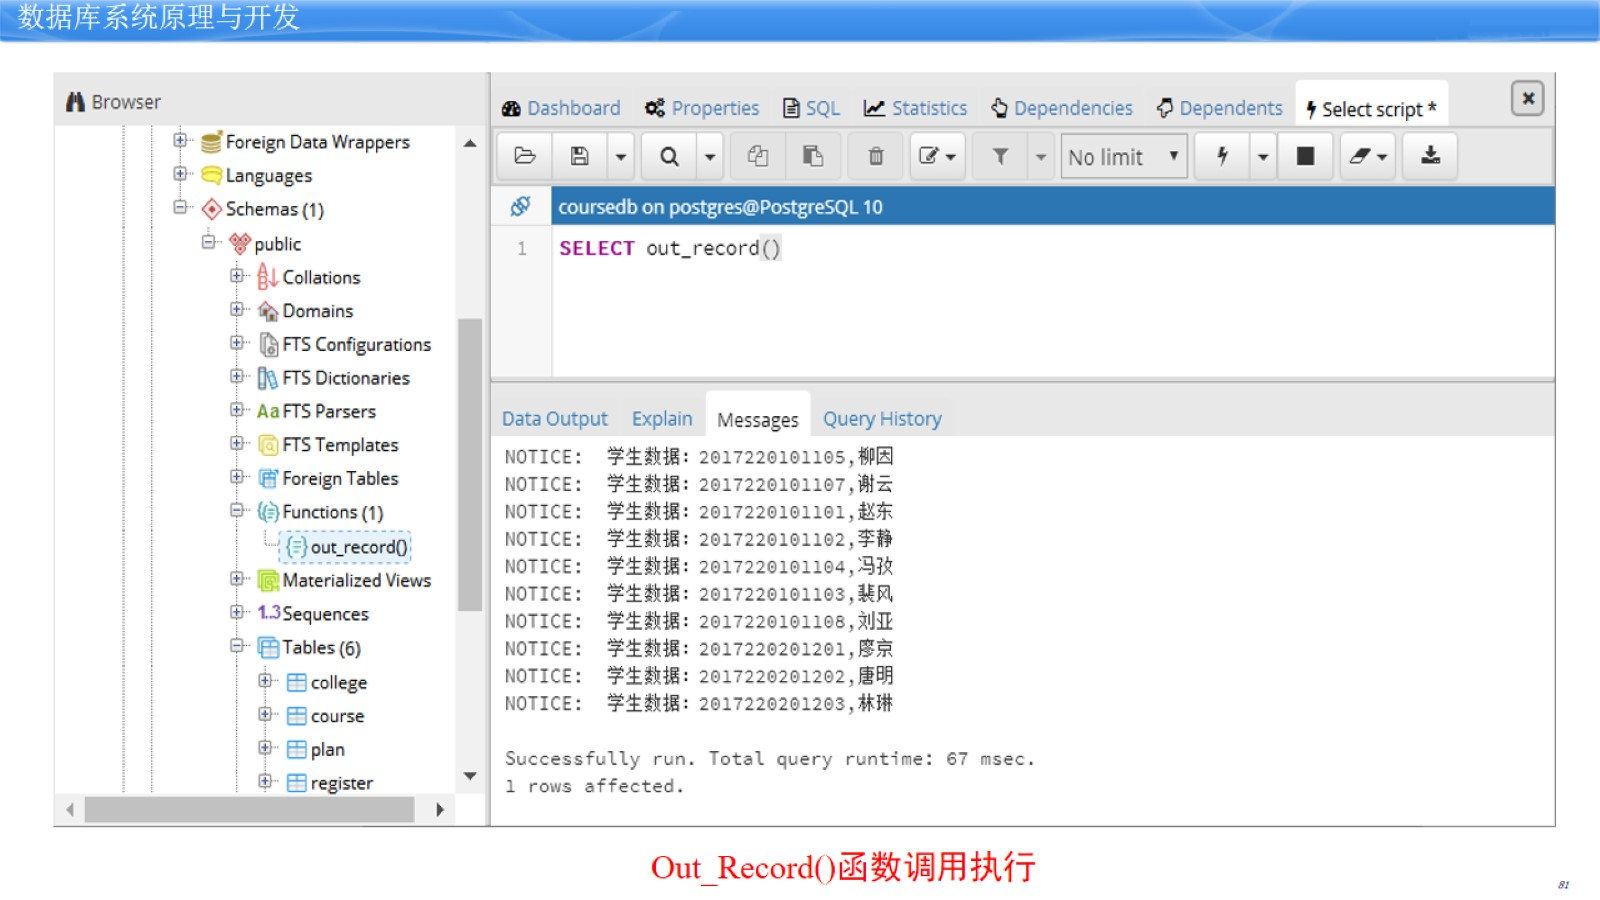 数据库系统原理与开发
Browser
Foreign Data Wrappers
Languages
Schemas (1)
public
Collations
Domains
FTS Configurations
FTS Dictionaries
Aa FTS Parsers
FTS Templates
Foreign Tables
Functions (1)
out_record()
Materialized Views
1..3 Sequences
Tables (6)
college
course
plan
register
Dashboard Properties SQL Statistics Dependencies Dependents Select script *
No limit
coursedb on postgres@PostgreSQL 10
1 SELECT out_record()
Data Output Explain Messages Query History
NOTICE: 学生数据：2017220101105,柳因
NOTICE: 学生数据：2017220101107,谢云
NOTICE: 学生数据：2017220101101,赵东
NOTICE: 学生数据：2017220101102,李静
NOTICE: 学生数据：2017220101104,冯孜
NOTICE: 学生数据：2017220101103,裴风
NOTICE: 学生数据：2017220101108,刘亚
NOTICE: 学生数据：2017220201201,廖京
NOTICE: 学生数据：2017220201202,唐明
NOTICE: 学生数据：2017220201203,林琳
Successfully run. Total query runtime: 67 msec.
1 rows affected.
Out_Record()函数调用执行
81